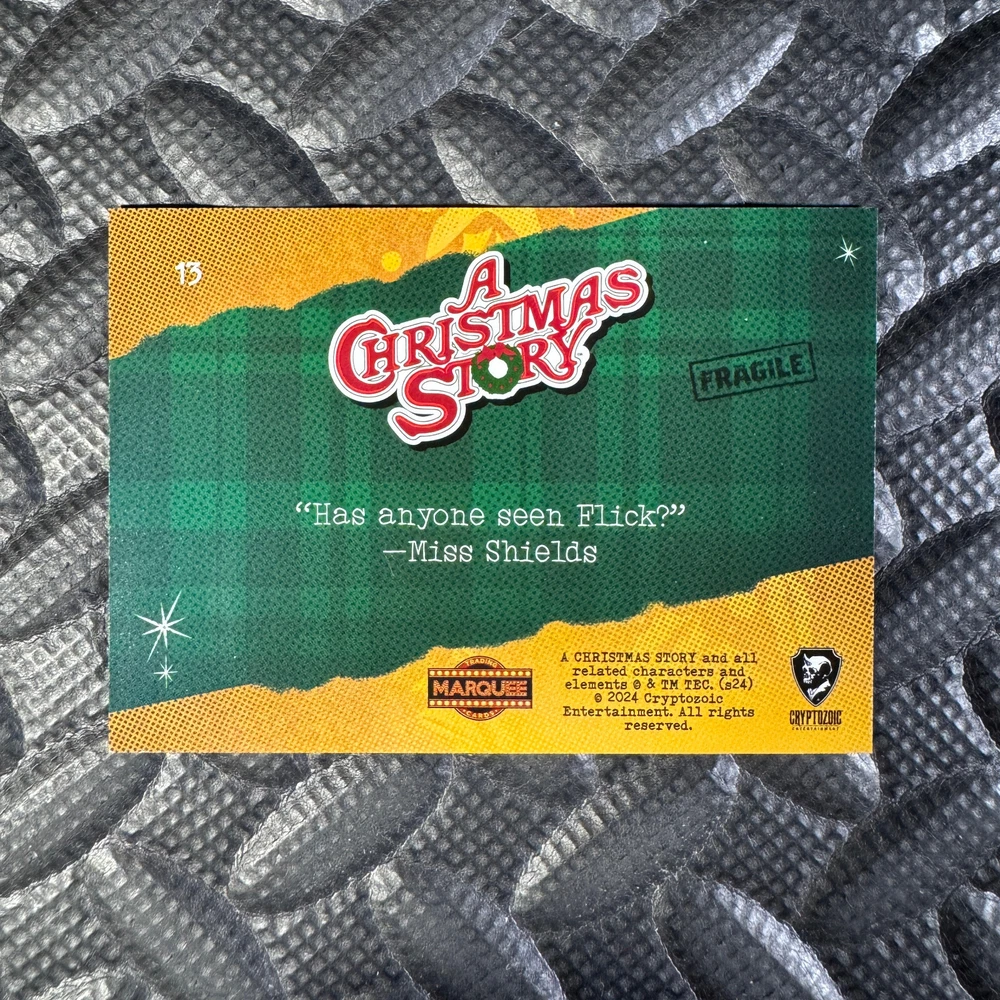 13
A
CHRISTMAS
STORY
FRAGILE
“Has anyone seen Flick?”
—Miss Shields
TRADING
MARQUEE
CARDS
A CHRISTMAS STORY and all
related characters and
elements © & TM TEC. (s24)
© 2024 Cryptozoic
Entertainment. All rights
reserved.
CRYPTOZOIC
ENTERTAINMENT